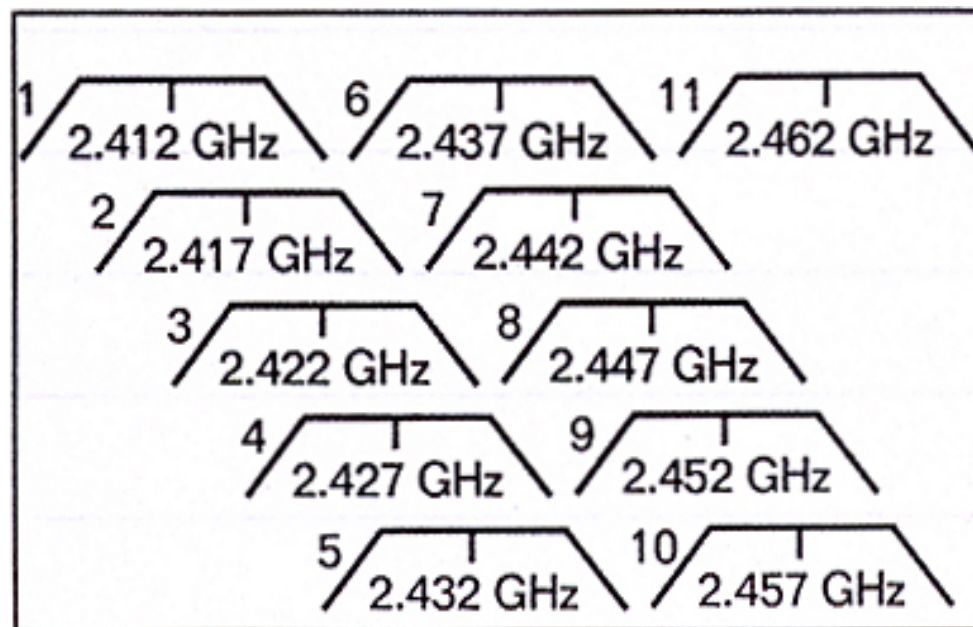 1 2.412 GHz 6 2.437 GHz 11 2.462 GHz
2 2.417 GHz 7 2.442 GHz
3 2.422 GHz 8 2.447 GHz
4 2.427 GHz 9 2.452 GHz
5 2.432 GHz 10 2.457 GHz